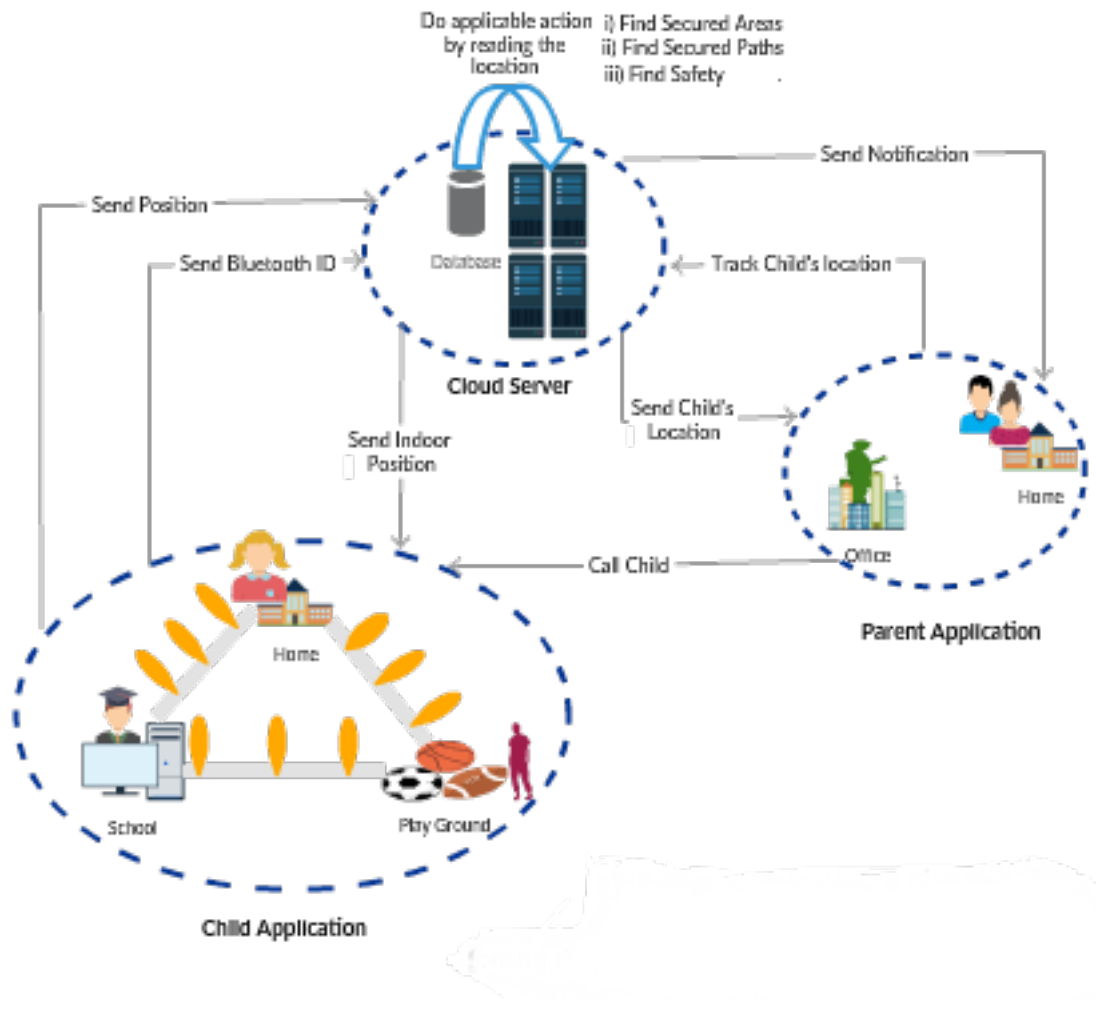 Do applicable action
by reading the
location
i) Find Secured Areas
ii) Find Secured Paths
iii) Find Safety
Send Notification
Send Position
Send Bluetooth ID
Database
Track Child's location
Cloud Server
Send Child's
Location
Send Indoor
Position
Home
Office
Call Child
Parent Application
Home
School
Play Ground
Child Application